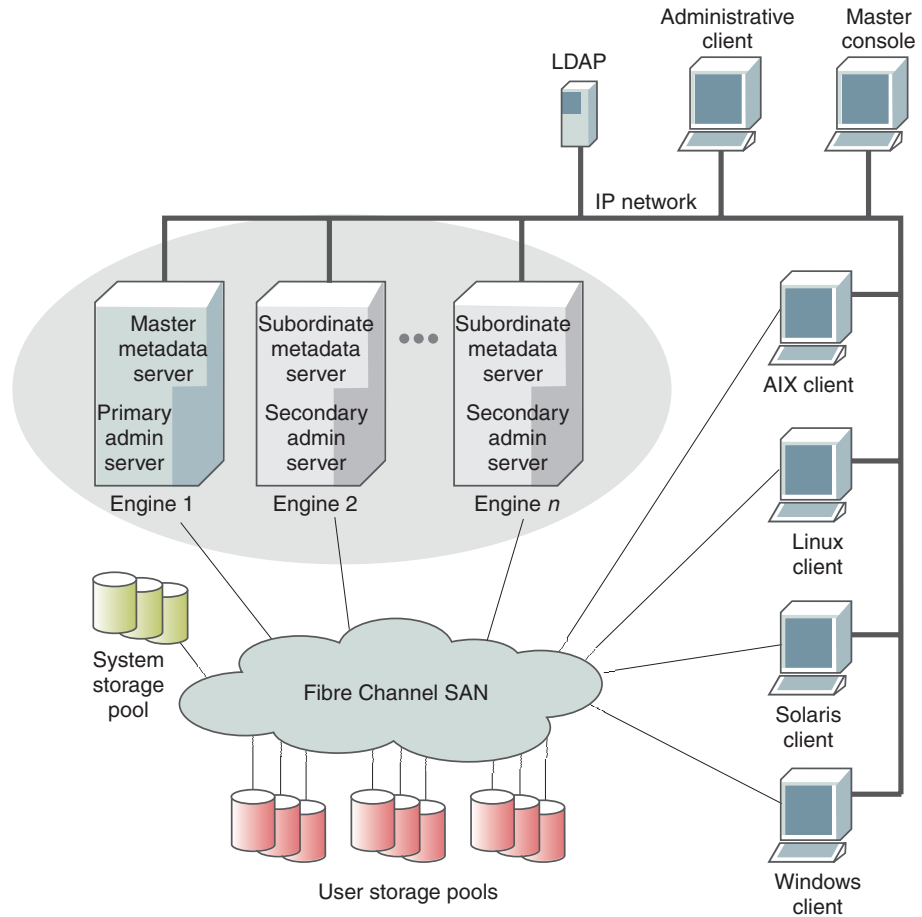 Administrative
client
Master
console
LDAP
IP network
Master
metadata
server
Primary
admin
server
Engine 1
Subordinate
metadata
server
Secondary
admin
server
Engine 2
Subordinate
metadata
server
Secondary
admin
server
Engine n
AIX client
Linux
client
Solaris
client
Windows
client
System
storage
pool
Fibre Channel SAN
User storage pools